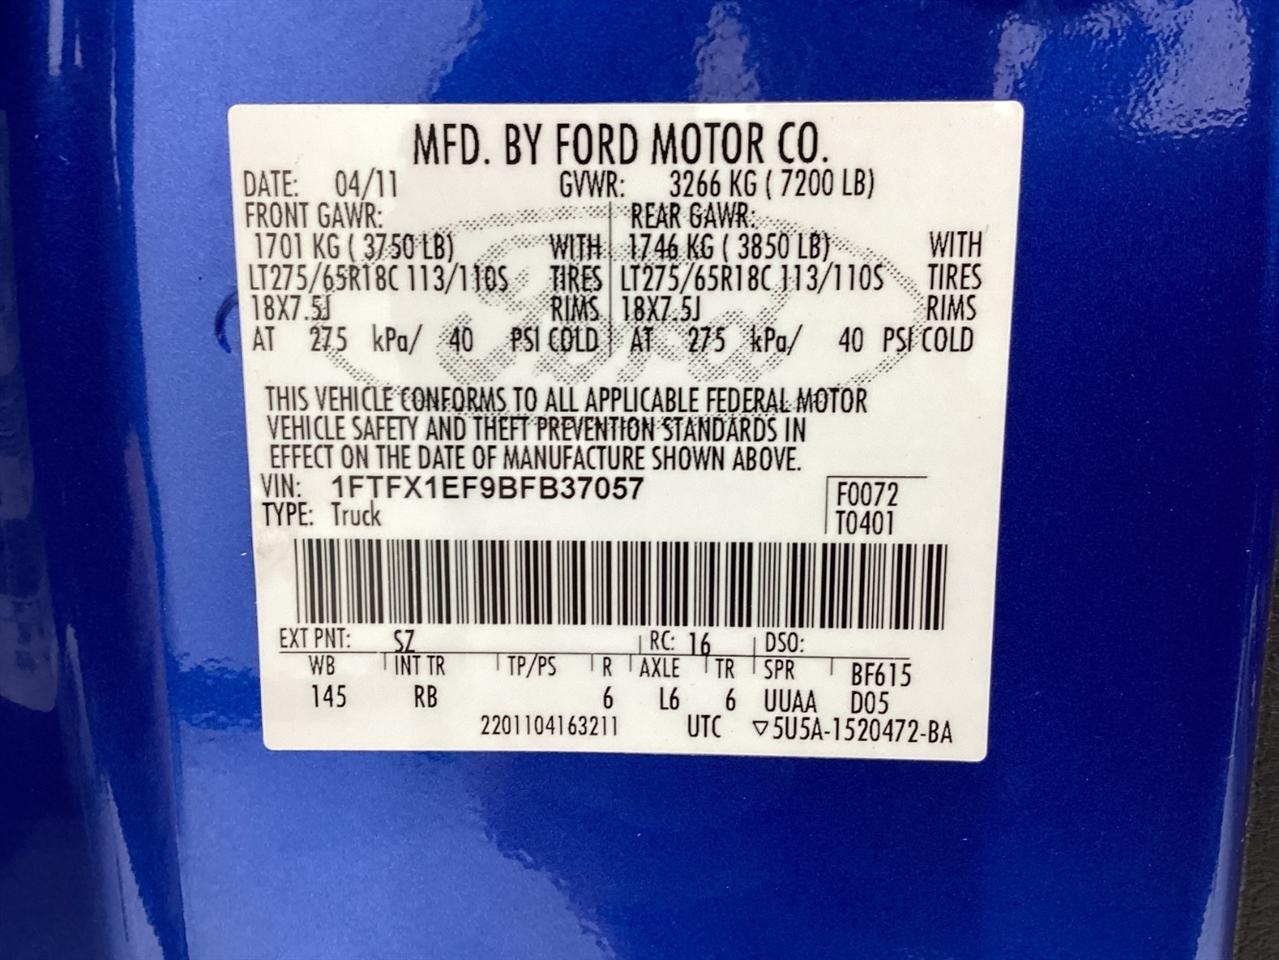 MFD. BY FORD MOTOR CO.
DATE: 04/11 GVWR: 3266 KG ( 7200 LB)
FRONT GAWR: REAR GAWR:
1701 KG ( 3750 LB) WITH 1746 KG ( 3850 LB) WITH
LT275/65R18C 113/110S TIRES LT275/65R18C 113/110S TIRES
18X7.5J RIMS 18X7.5J RIMS
AT 275 kPa/ 40 PSI COLD AT 275 kPa/ 40 PSI COLD
Ford
THIS VEHICLE CONFORMS TO ALL APPLICABLE FEDERAL MOTOR
VEHICLE SAFETY AND THEFT PREVENTION STANDARDS IN
EFFECT ON THE DATE OF MANUFACTURE SHOWN ABOVE.
VIN: 1FTFX1EF9BFB37057 F0072
TYPE: Truck T0401
EXT PNT: SZ RC: 16 DSO:
WB INT TR TP/PS R AXLE TR SPR BF615
145 RB 6 L6 6 UUAA D05
2201104163211 UTC ▽5U5A-1520472-BA